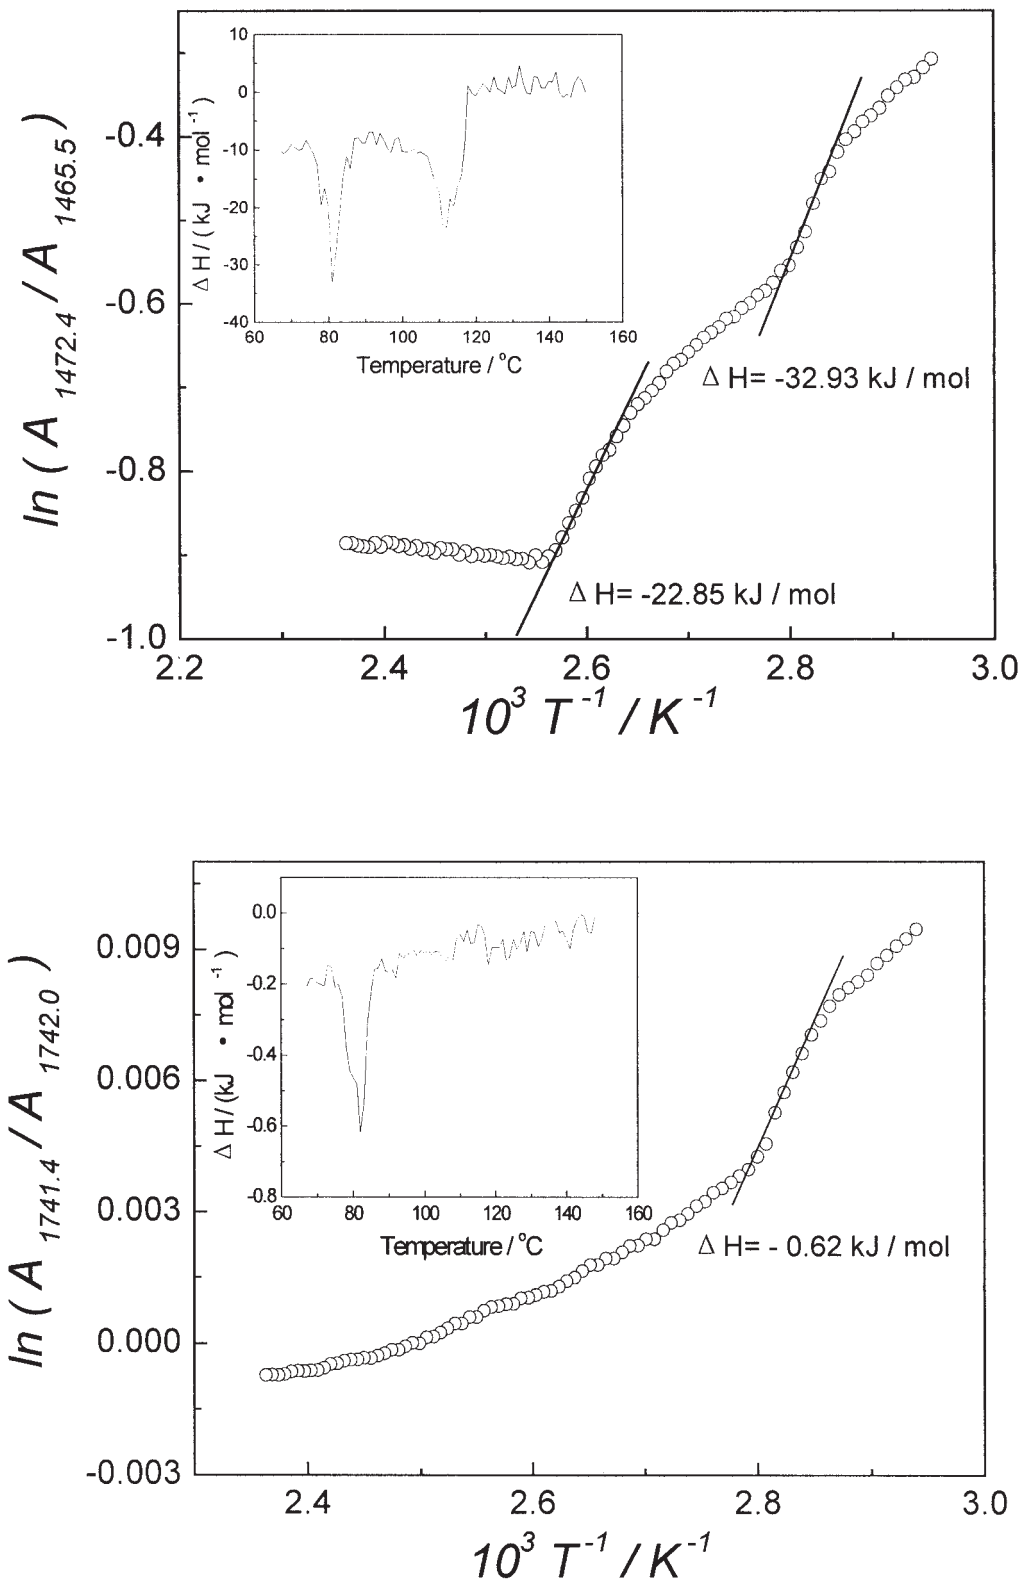 10
0
-10
-20
-30
-40
60 80 100 120 140 160
Temperature / °C
Δ H / (kJ • mol⁻¹)
-0.4
-0.6
-0.8
-1.0
ln ( A 1472.4 / A 1465.5 )
Δ H= -32.93 kJ / mol
Δ H= -22.85 kJ / mol
2.2 2.4 2.6 2.8 3.0
10³ T⁻¹ / K⁻¹
0.0
-0.2
-0.4
-0.6
-0.8
60 80 100 120 140 160
Temperature / °C
Δ H / (kJ • mol⁻¹)
0.009
0.006
0.003
0.000
-0.003
ln ( A 1741.4 / A 1742.0 )
Δ H= - 0.62 kJ / mol
2.4 2.6 2.8 3.0
10³ T⁻¹ / K⁻¹